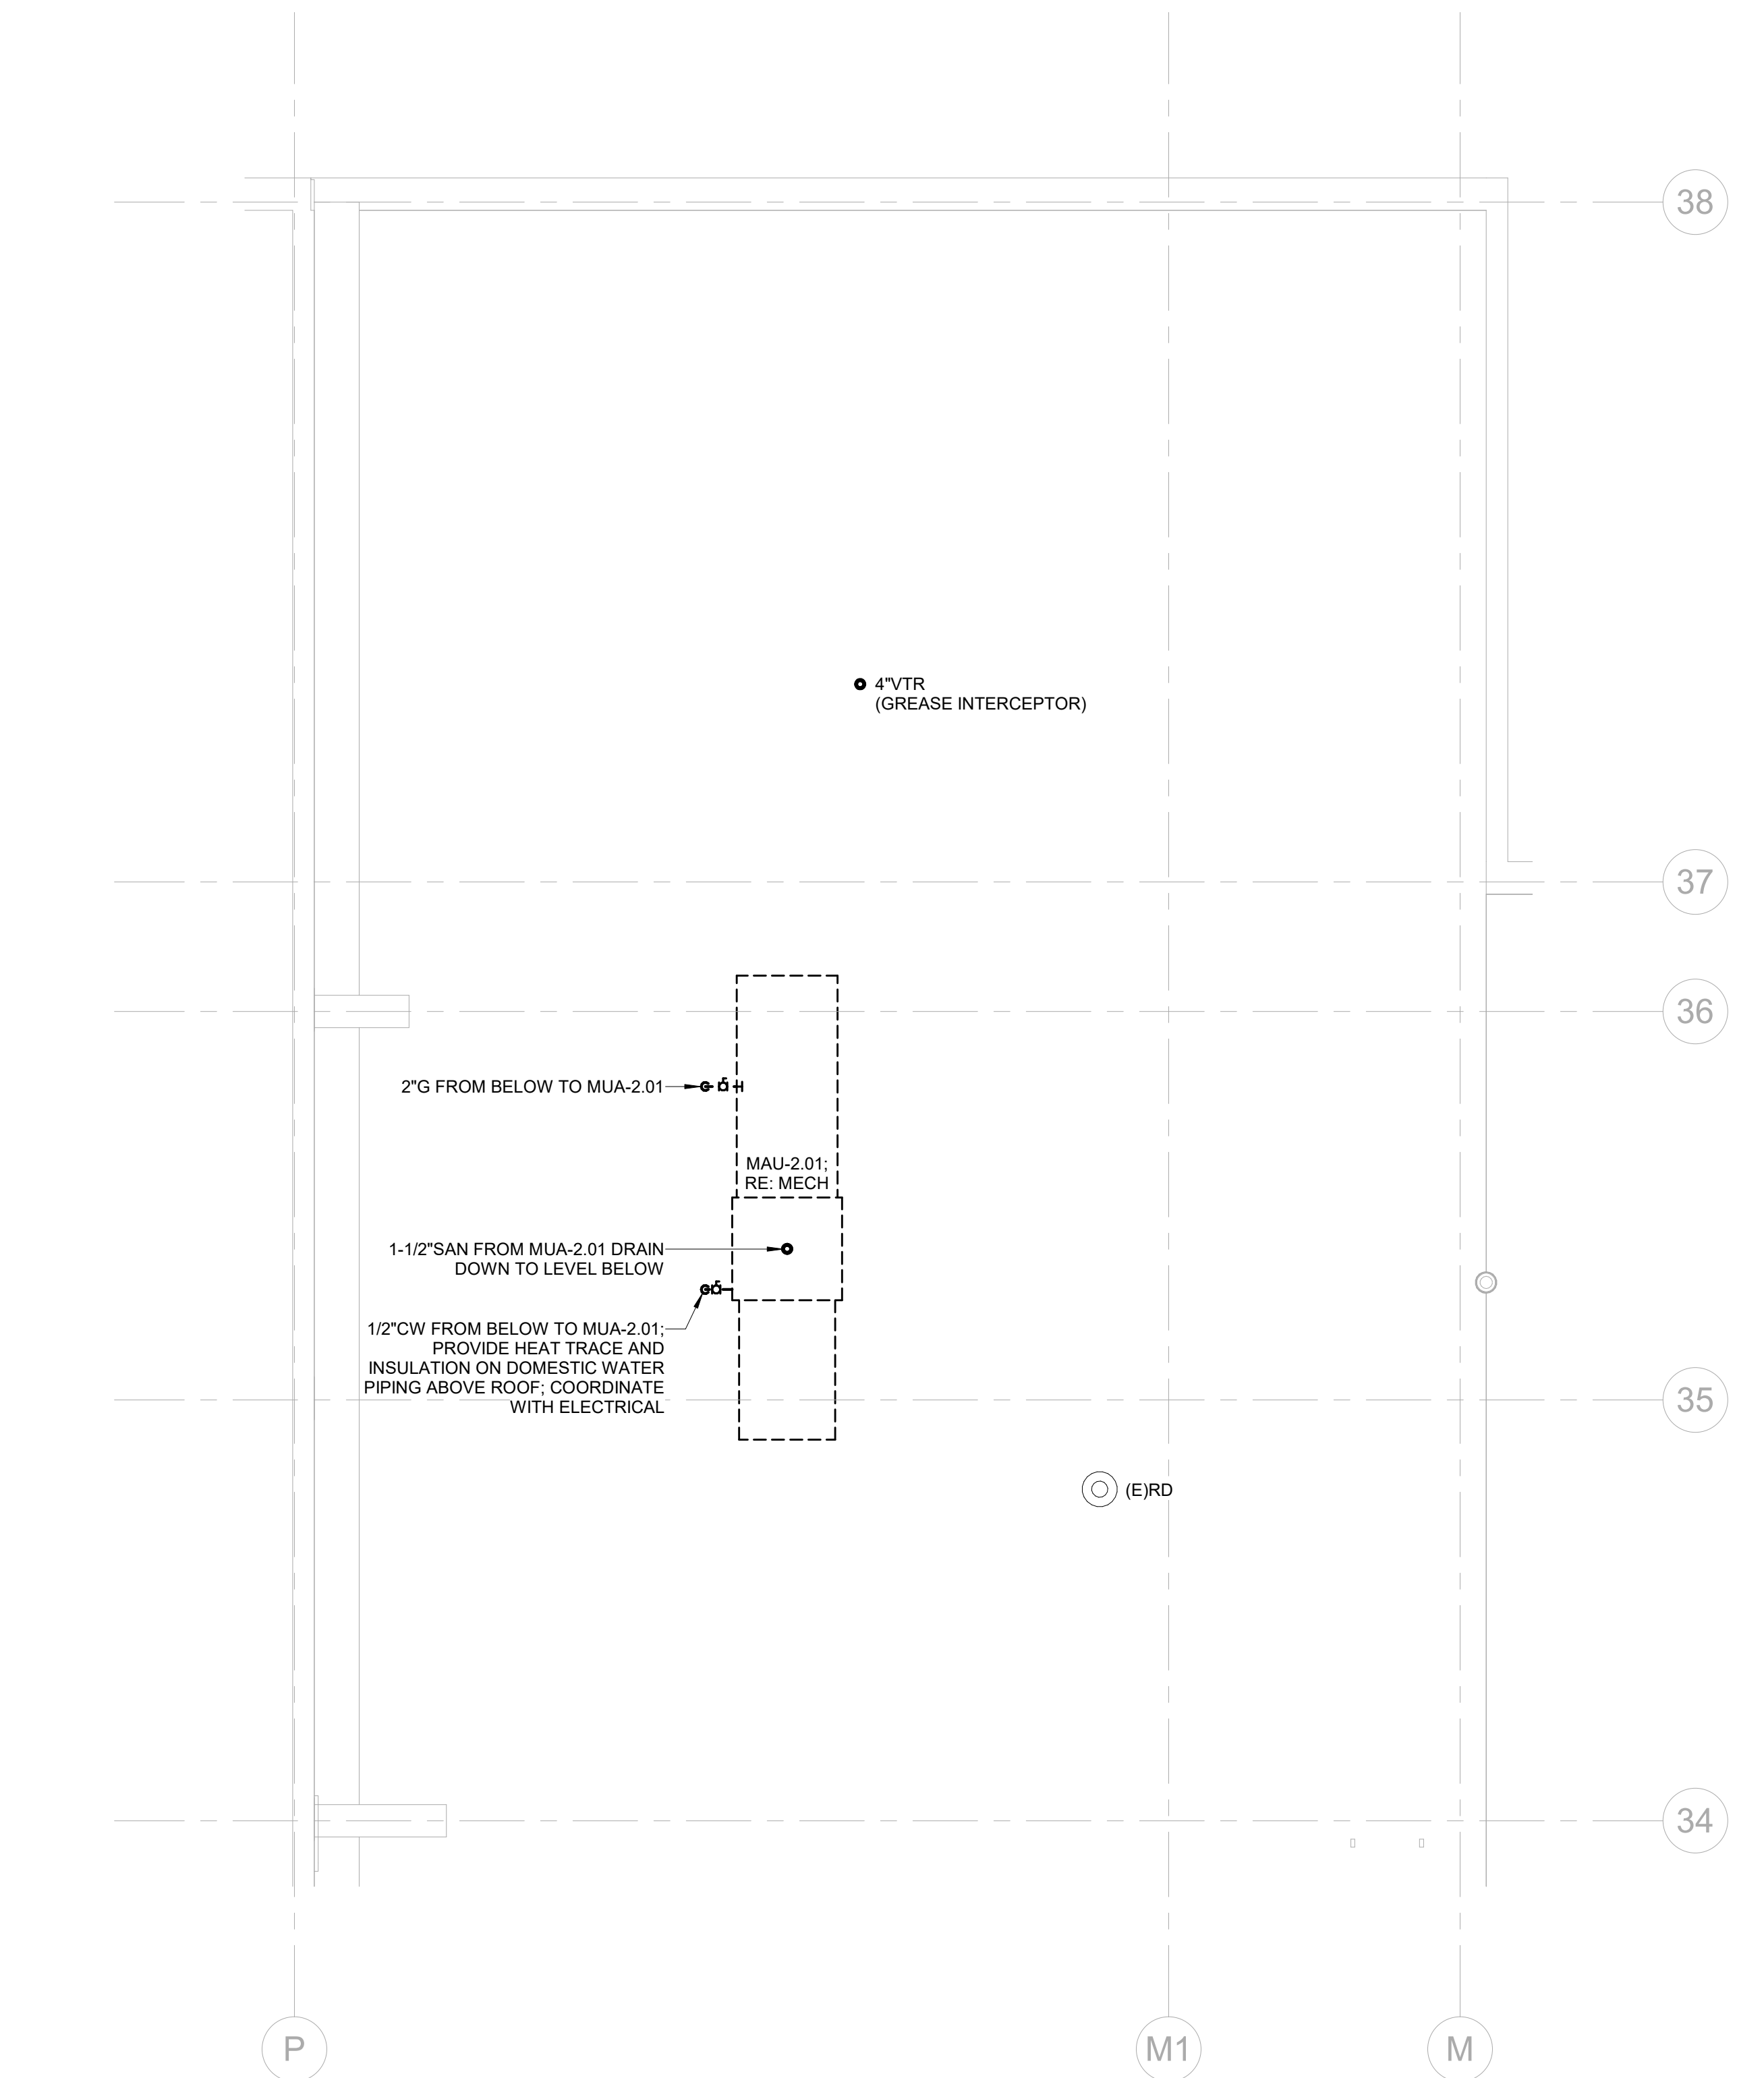 38
4"VTR
(GREASE INTERCEPTOR)
37
36
2"G FROM BELOW TO MUA-2.01
G
MAU-2.01;
RE: MECH
1-1/2"SAN FROM MUA-2.01 DRAIN
DOWN TO LEVEL BELOW
1/2"CW FROM BELOW TO MUA-2.01;
PROVIDE HEAT TRACE AND
INSULATION ON DOMESTIC WATER
PIPING ABOVE ROOF; COORDINATE
WITH ELECTRICAL
35
(E)RD
34
P
M1
M